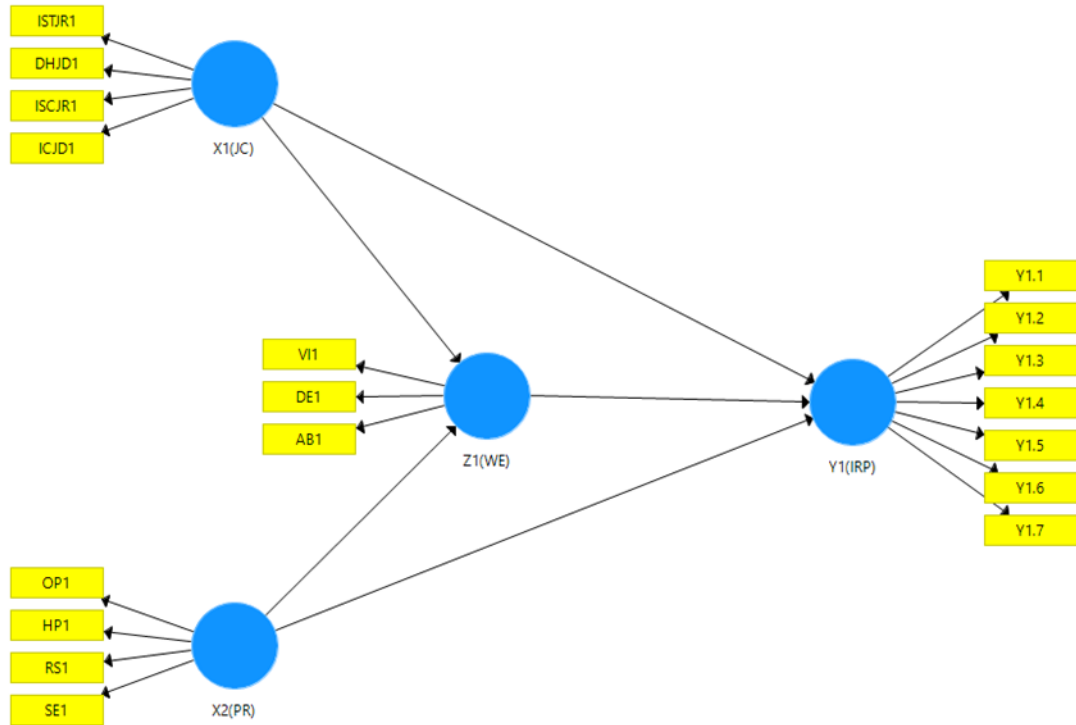 ISTJR1
DHJD1
ISCJR1
ICJD1
X1(JC)
VI1
DE1
AB1
Z1(WE)
Y1(IRP)
Y1.1
Y1.2
Y1.3
Y1.4
Y1.5
Y1.6
Y1.7
OP1
HP1
RS1
SE1
X2(PR)